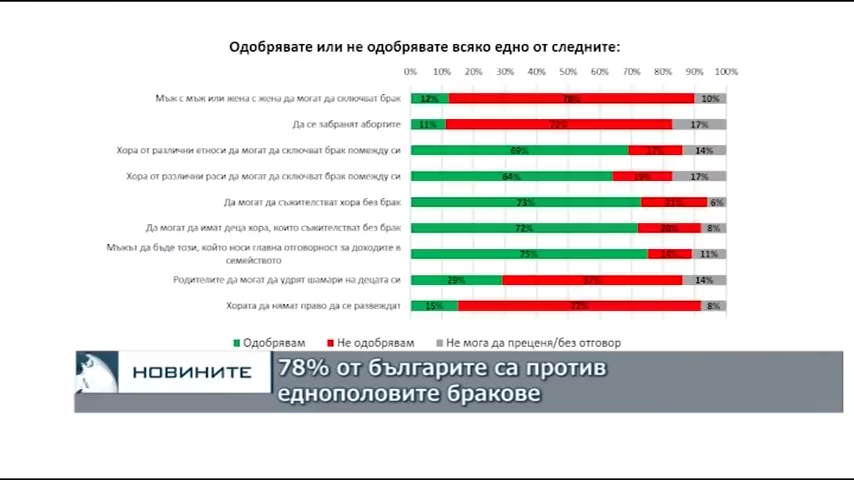 Одобрявате или не одобрявате всяко едно от следните:
0% 10% 20% 30% 40% 50% 60% 70% 80% 90% 100%
Мъж с мъж или жена с жена да могат да сключват брак 12% 78% 10%
Да се забранят абортите 11% 72% 17%
Хора от различни етноси да могат да сключват брак помежду си 69% 17% 14%
Хора от различни раси да могат да сключват брак помежду си 64% 19% 17%
Да могат да съжителстват хора без брак 73% 21% 6%
Да могат да имат деца хора, които съжителстват без брак 72% 20% 8%
Мъжът да бъде този, който носи главна отговорност за доходите в
семейството 75% 14% 11%
Родителите да могат да удрят шамари на децата си 29% 57% 14%
Хората да нямат право да се развеждат 15% 77% 8%
Одобрявам Не одобрявам Не мога да преценя/без отговор
НОВИНИТЕ
78% от българите са против
еднополовите бракове